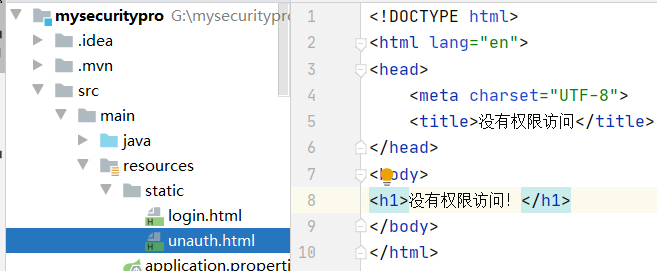 mysecuritypro G:\mysecuritypro
.idea
.mvn
src
main
java
resources
static
login.html
unauth.html
application.properti
1 <!DOCTYPE html>
2 <html lang="en">
3 <head>
4 <meta charset="UTF-8">
5 <title>没有权限访问</title>
6 </head>
7 <body>
8 <h1>没有权限访问！</h1>
9 </body>
10 </html>